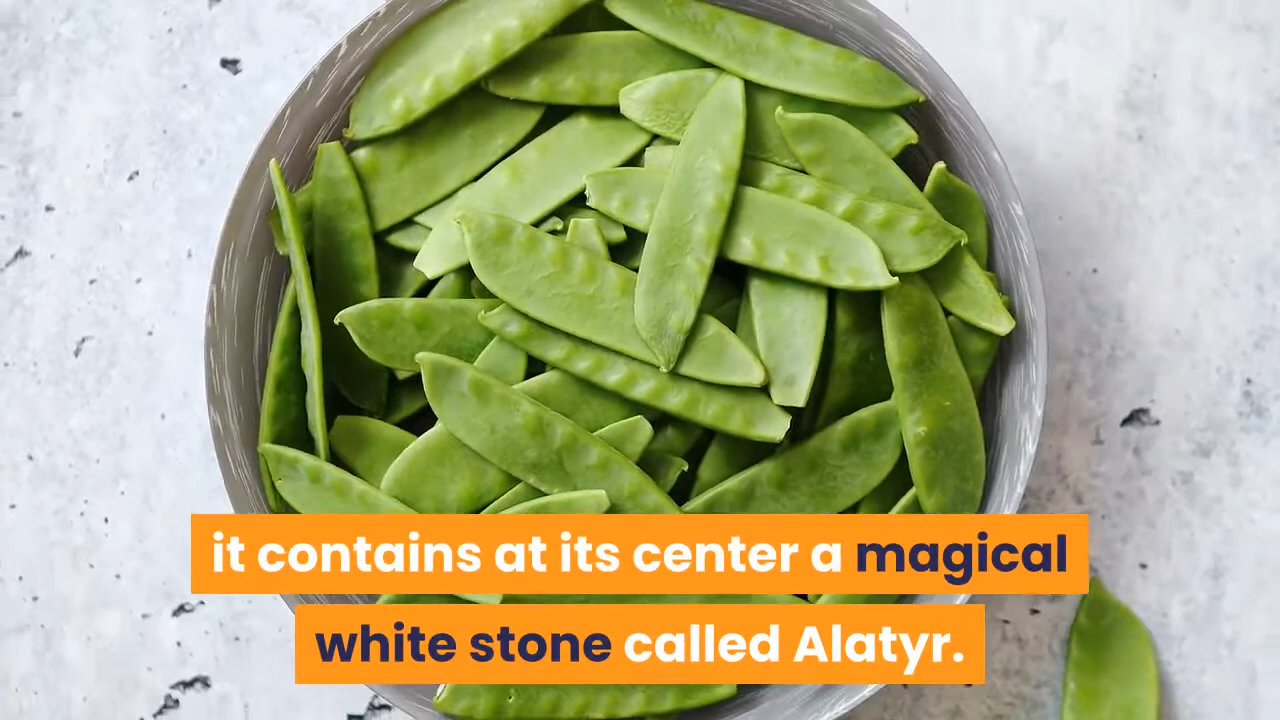 it contains at its center a magical
white stone called Alatyr.